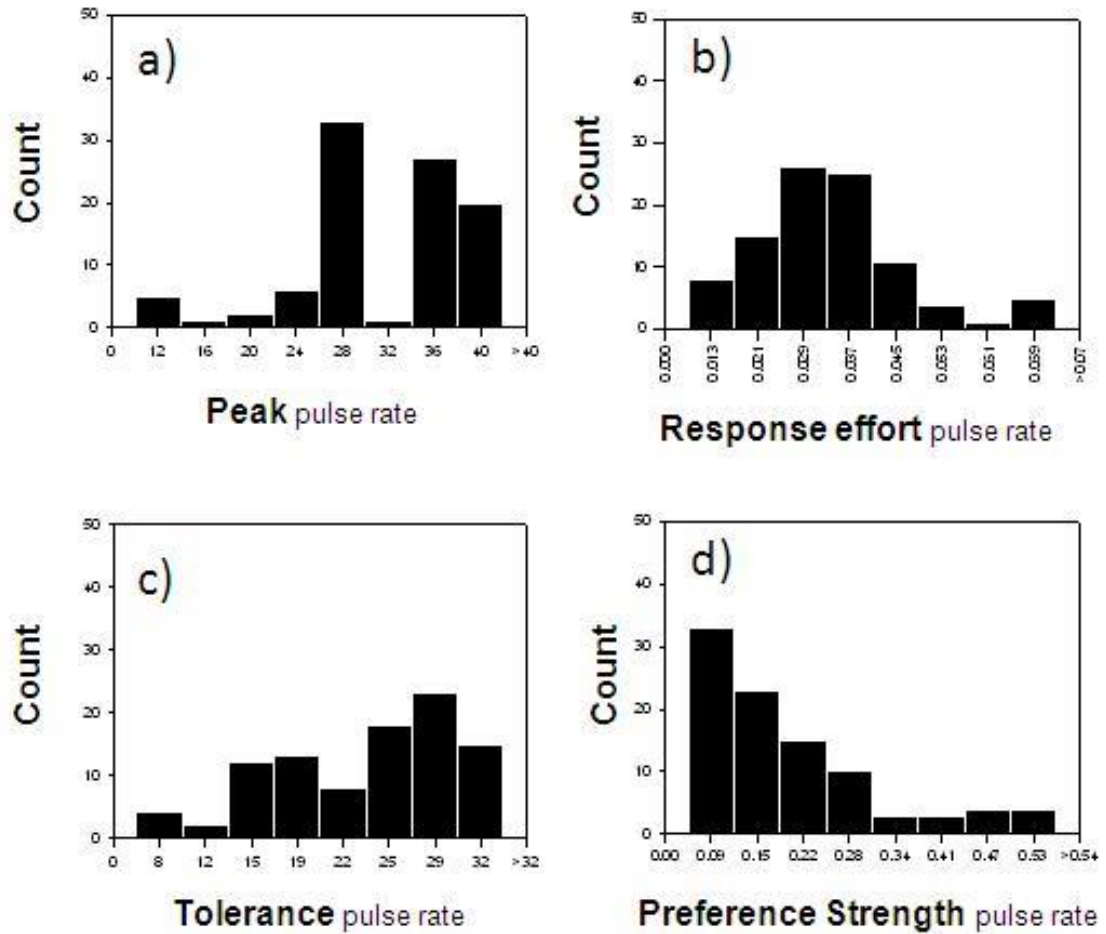 a)
Count
50
40
30
20
10
0
0 12 16 20 24 28 32 36 40 >40
Peak pulse rate
b)
Count
50
40
30
20
10
0
0.000 0.013 0.021 0.029 0.037 0.045 0.053 0.061 0.069 >0.07
Response effort pulse rate
c)
Count
50
40
30
20
10
0
0 8 12 15 19 22 25 29 32 >32
Tolerance pulse rate
d)
Count
50
40
30
20
10
0
0.00 0.09 0.15 0.22 0.28 0.34 0.41 0.47 0.53 >0.54
Preference Strength pulse rate